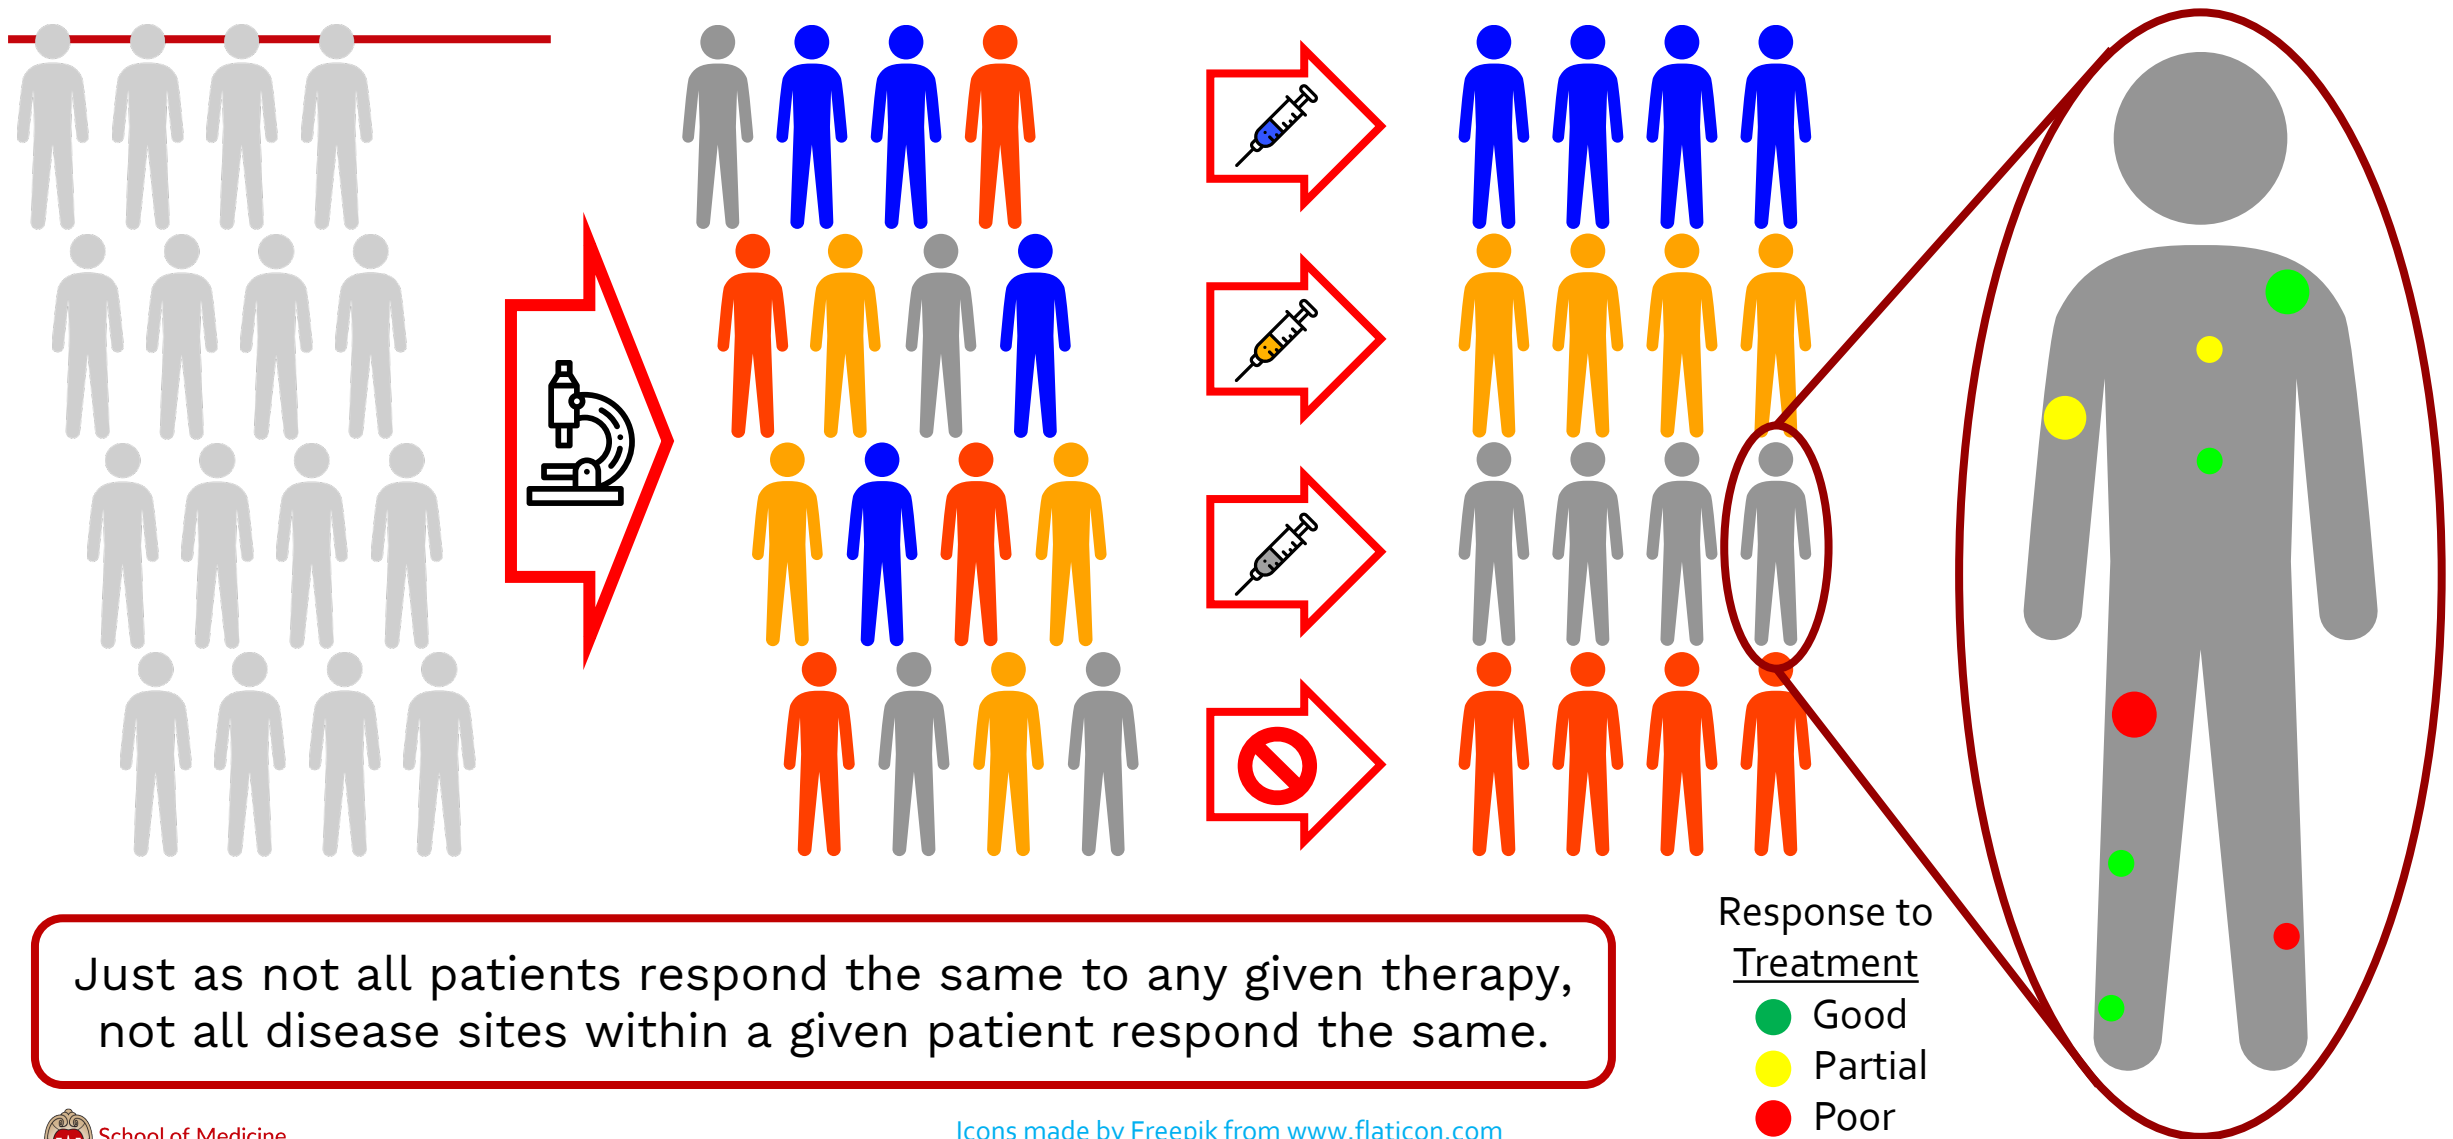 Just as not all patients respond the same to any given therapy,
not all disease sites within a given patient respond the same.
Response to
Treatment
Good
Partial
Poor
School of Medicine
Icons made by Freepik from www.flaticon.com